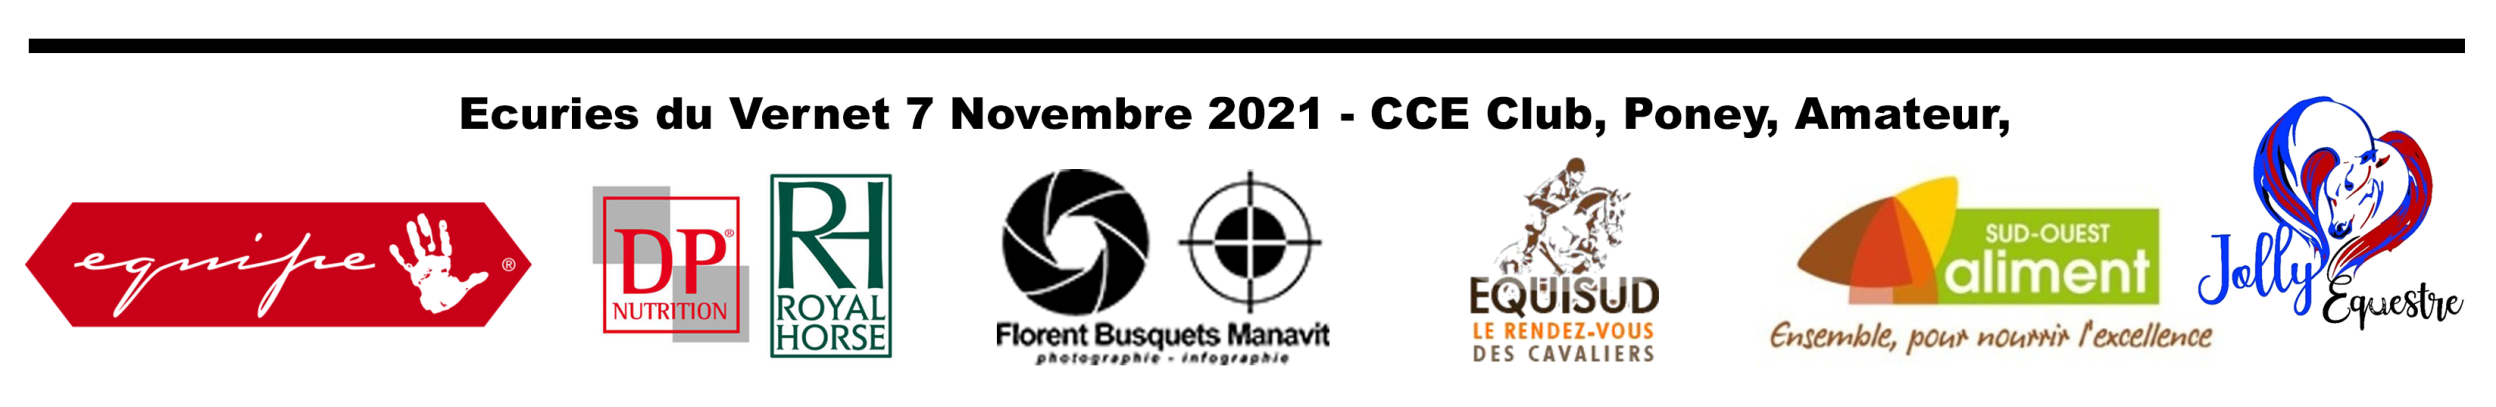 Ecuries du Vernet 7 Novembre 2021 - CCE Club, Poney, Amateur,
equipe ®
DP®
NUTRITION
RH
ROYAL
HORSE
Florent Busquets Manavit
photographie - infographie
EQUISUD
LE RENDEZ-VOUS
DES CAVALIERS
SUD-OUEST
aliment
Ensemble, pour nourrir l'excellence
Jolly
Equestre